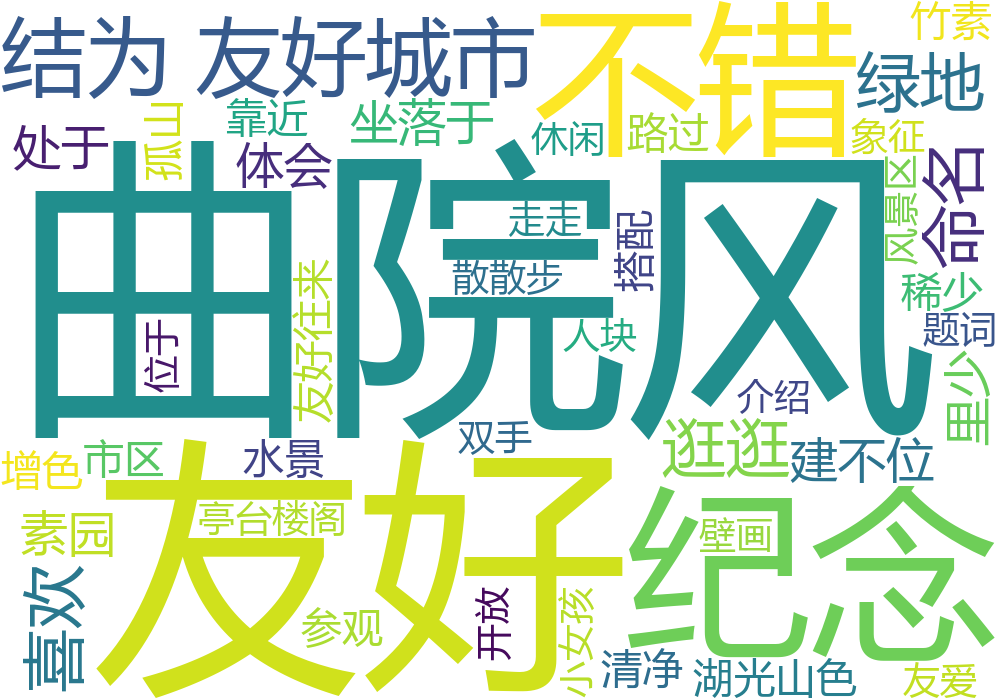 结为 友好城市
不错
竹素
绿地
处于
孤山
靠近
坐落于
休闲
路过
象征
体会
曲院风
命名
风景区
走走
搭配
散散步
友好往来
稀少
题词
位于
人块
里少
介绍
逛逛
双手
建不位
市区
水景
增色
友好
纪念
亭台楼阁
素园
壁画
喜欢
参观
开放
小女孩
清净
湖光山色
友爱